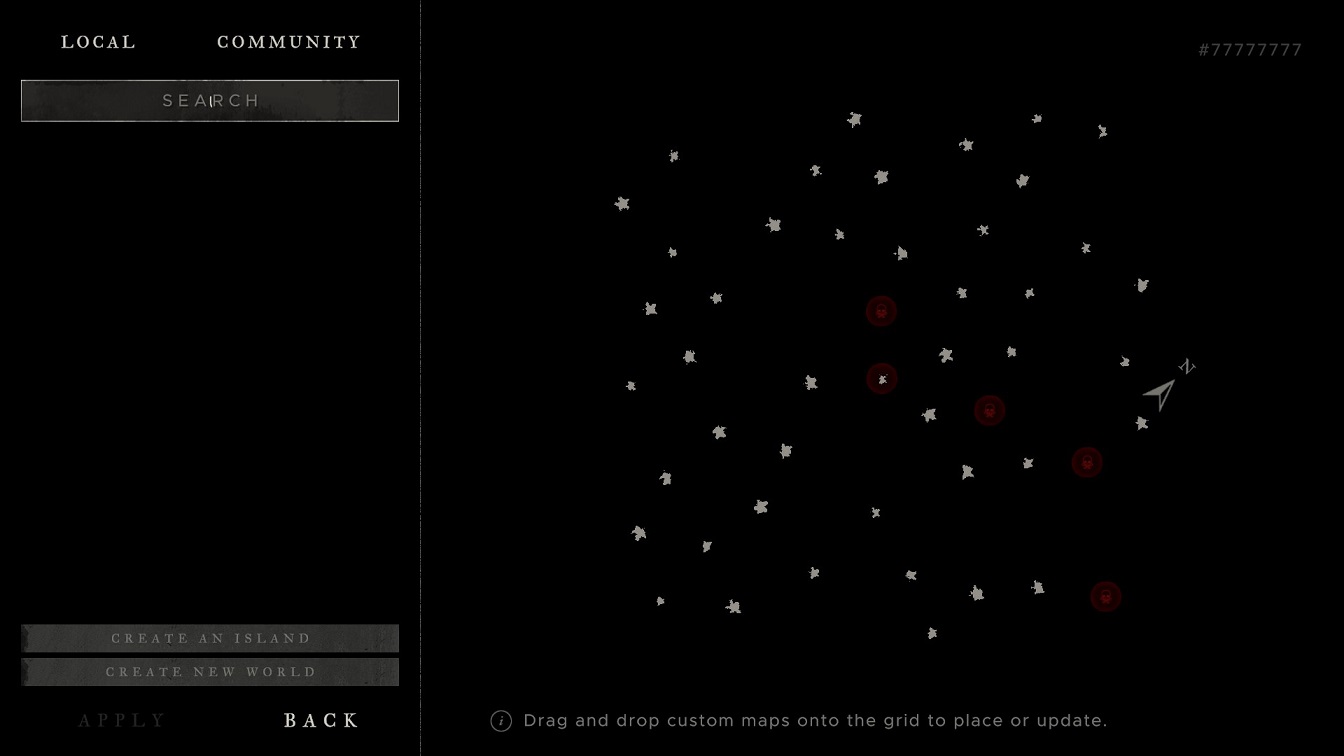 LOCAL COMMUNITY
SEARCH
#77777777
N
CREATE AN ISLAND
CREATE NEW WORLD
APPLY BACK
i Drag and drop custom maps onto the grid to place or update.